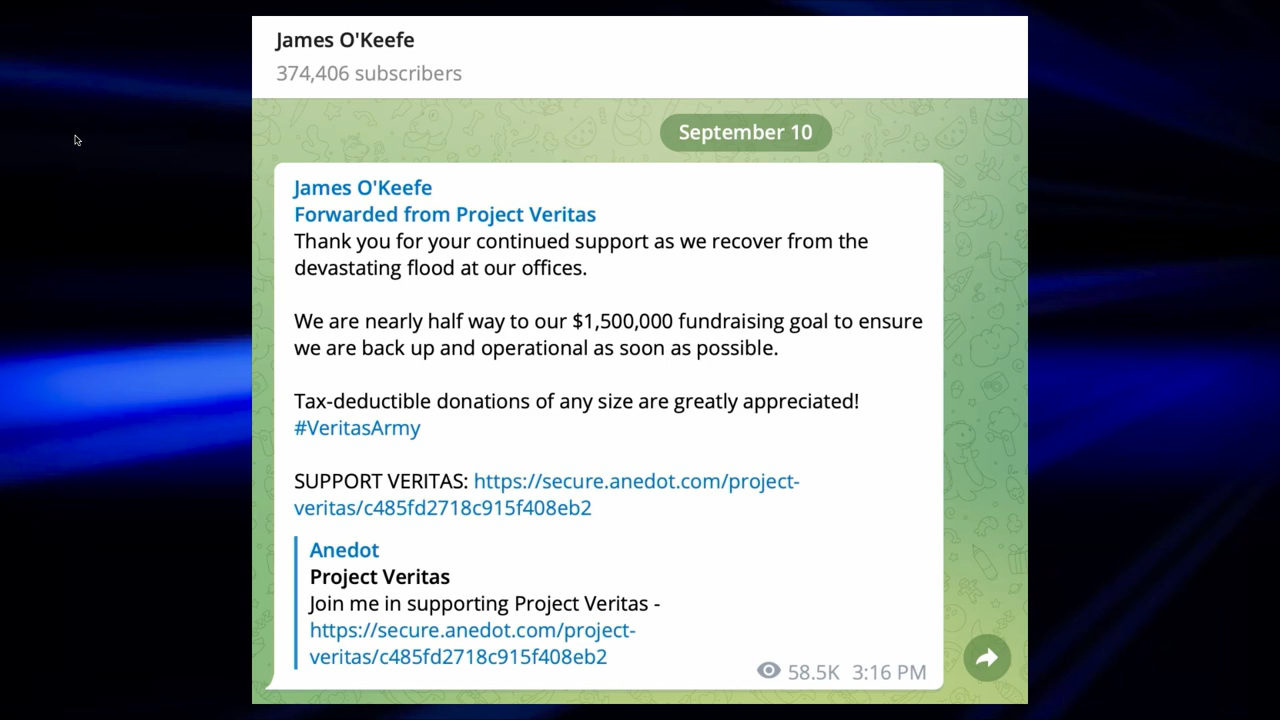 James O'Keefe
374,406 subscribers
September 10
James O'Keefe
Forwarded from Project Veritas
Thank you for your continued support as we recover from the
devastating flood at our offices.
We are nearly half way to our $1,500,000 fundraising goal to ensure
we are back up and operational as soon as possible.
Tax-deductible donations of any size are greatly appreciated!
#VeritasArmy
SUPPORT VERITAS: https://secure.anedot.com/project-
veritas/c485fd2718c915f408eb2
Anedot
Project Veritas
Join me in supporting Project Veritas -
https://secure.anedot.com/project-
veritas/c485fd2718c915f408eb2
58.5K 3:16 PM